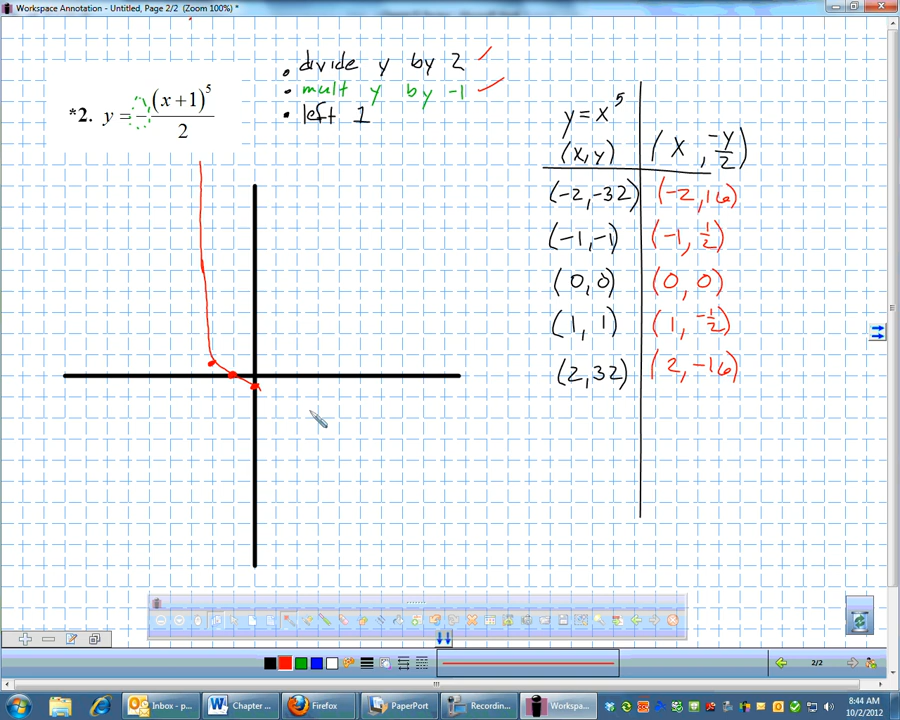 Workspace Annotation - Untitled, Page 2/2 (Zoom 100%) *
• divide y by 2 ✓
• mult y by -1 ✓
• left 1
*2. y = -(x+1)^5/2
y = x^5
(x,y) (x, -y/2)
(-2,-32) (-2,16)
(-1,-1) (-1, 1/2)
(0,0) (0,0)
(1,1) (1, -1/2)
(2,32) (2,-16)
2/2
Inbox - p...
Chapter ...
Firefox
PaperPort
Recording...
Workspa...
8:44 AM
10/2/2012